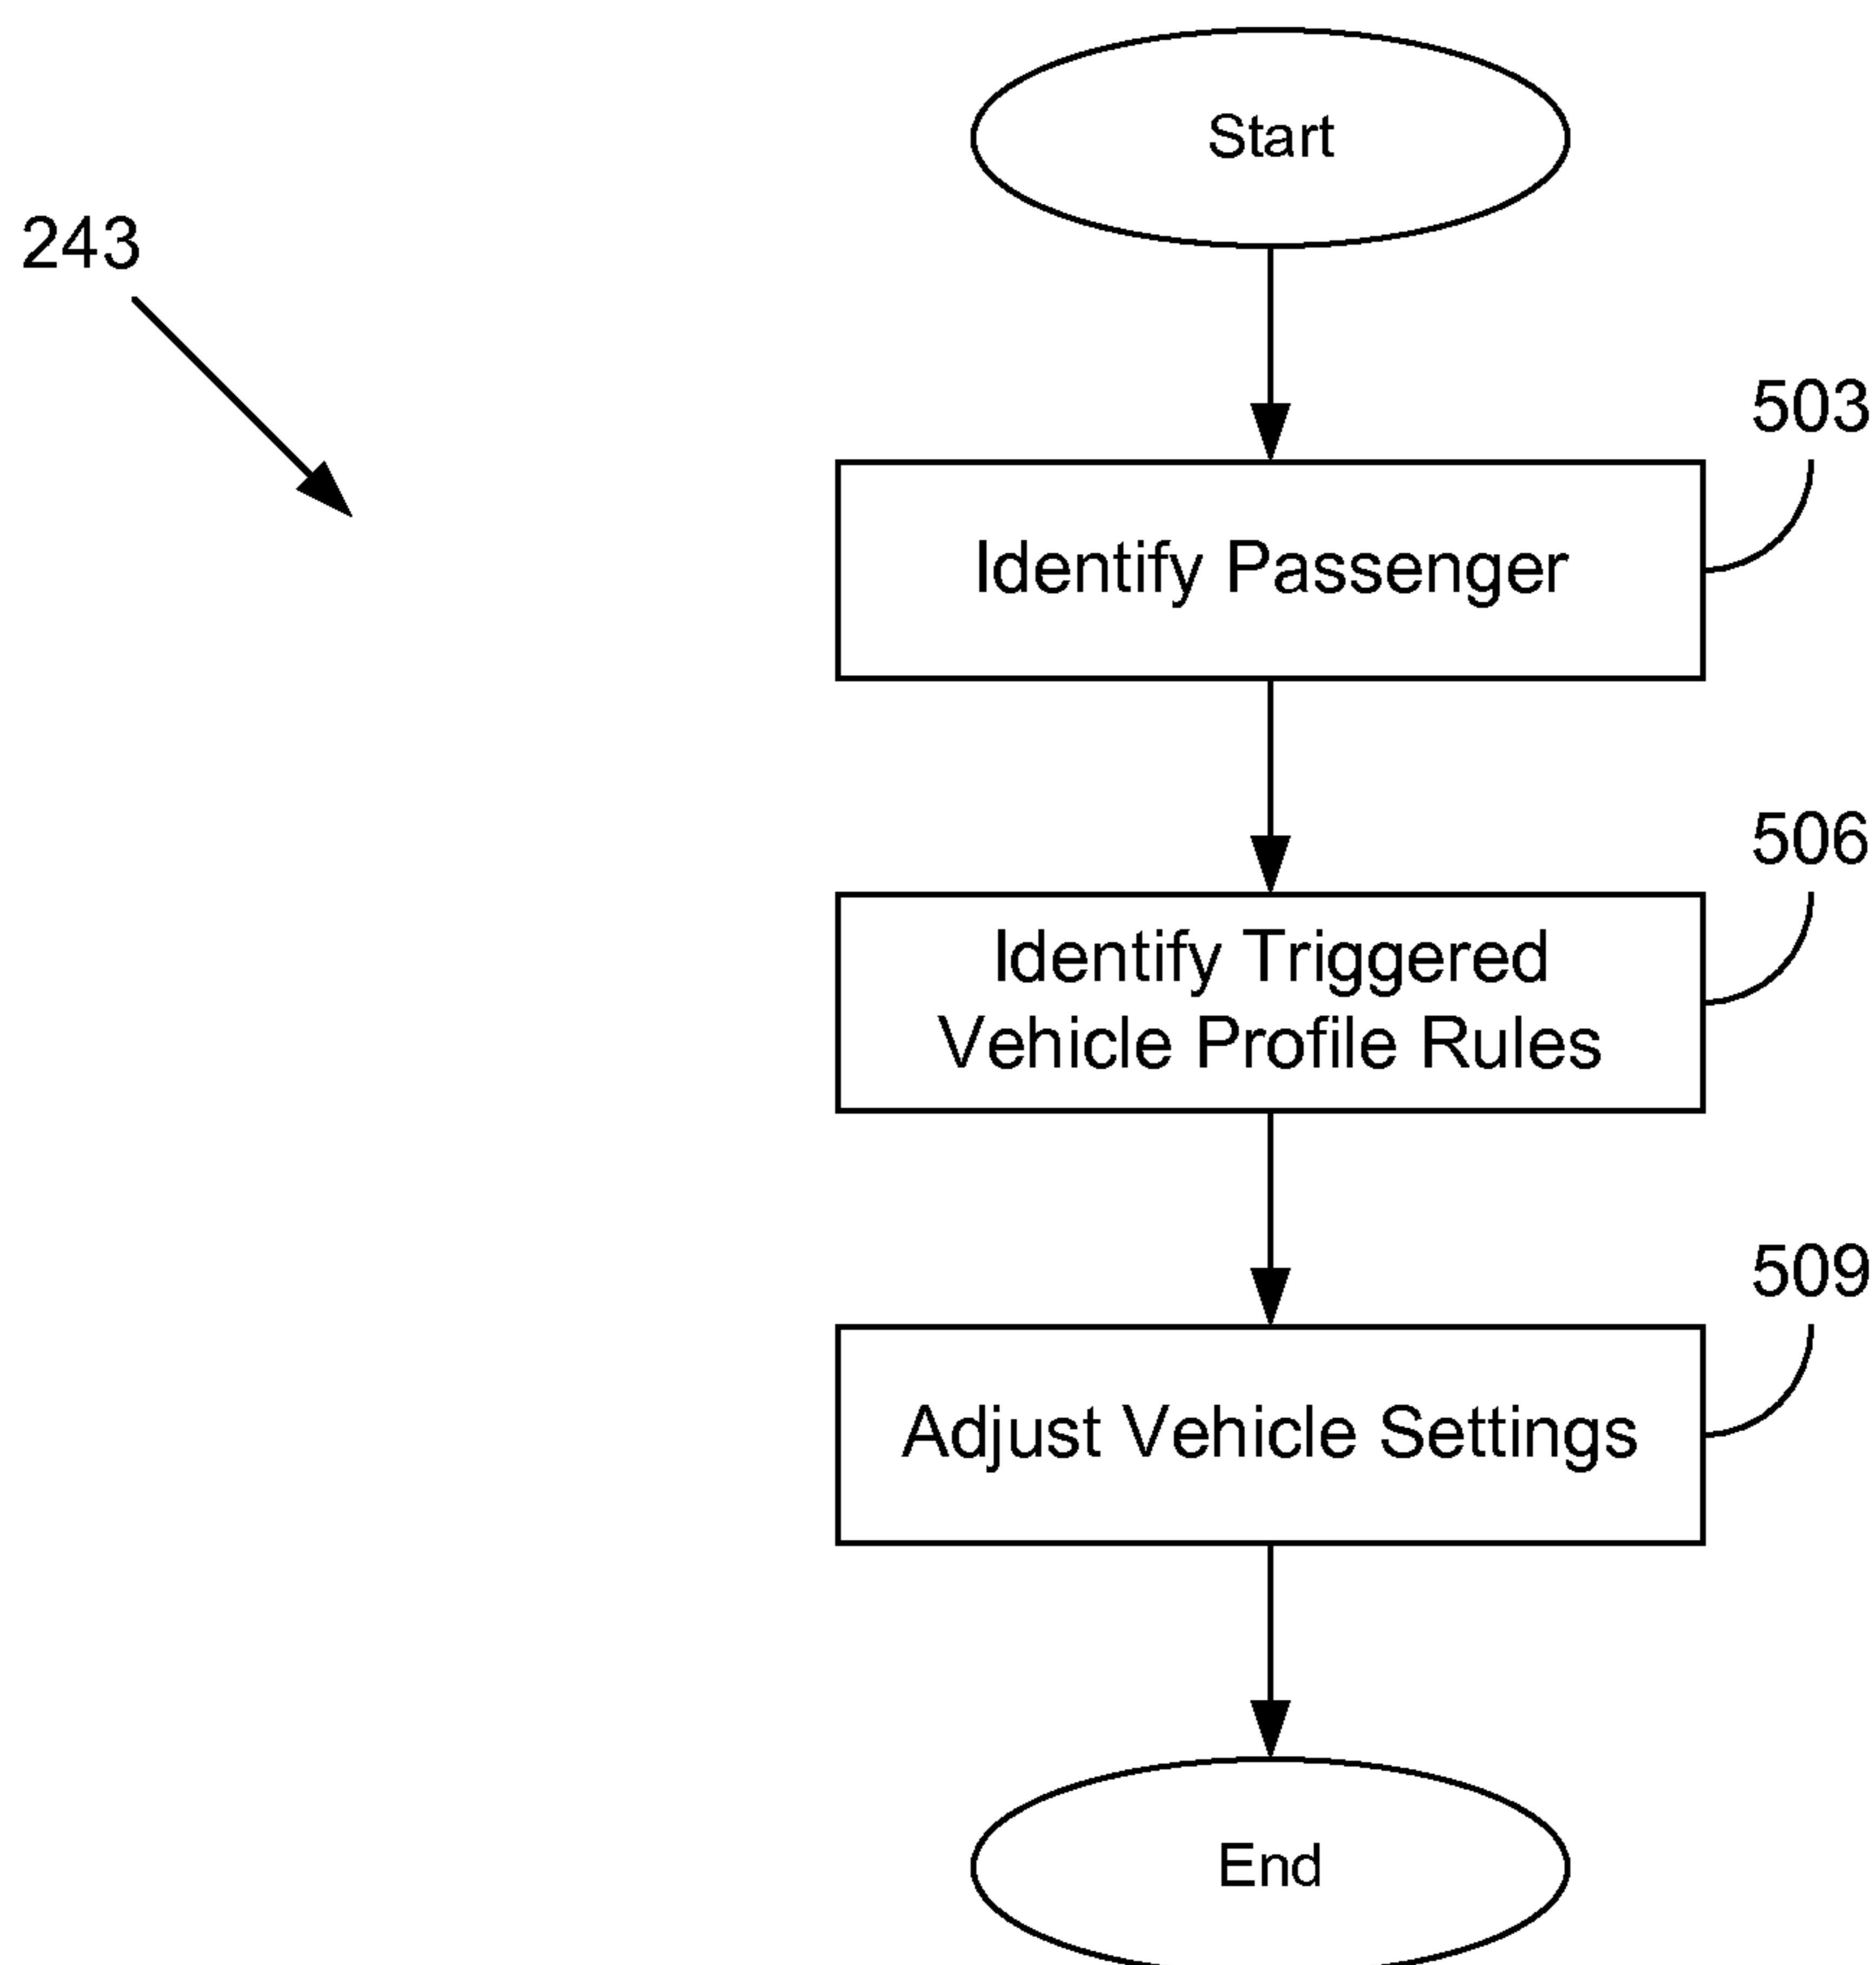 Start
243
503
Identify Passenger
506
Identify Triggered
Vehicle Profile Rules
509
Adjust Vehicle Settings
End